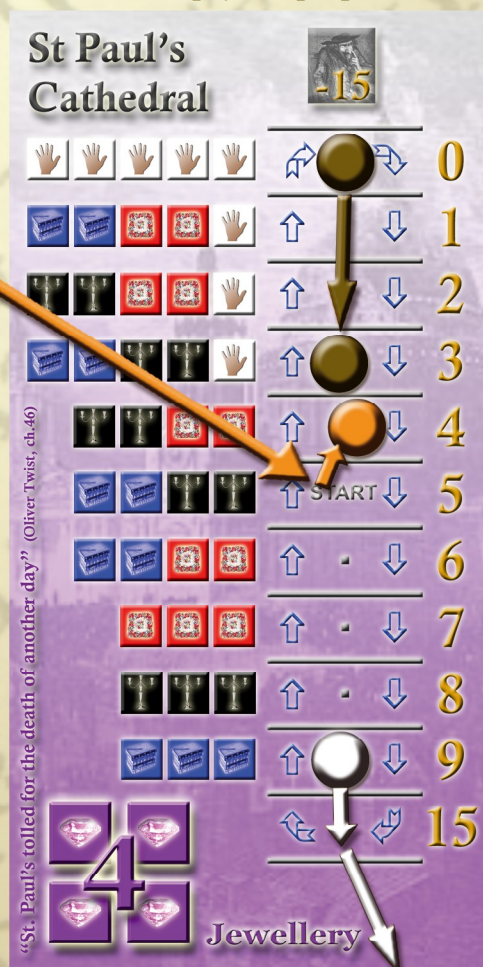 St Paul's
Cathedral
-15
0
1
2
3
4
START
5
6
7
8
9
15
4
Jewellery
"St. Paul's tolled for the death of another day" (Oliver Twist, ch.46)